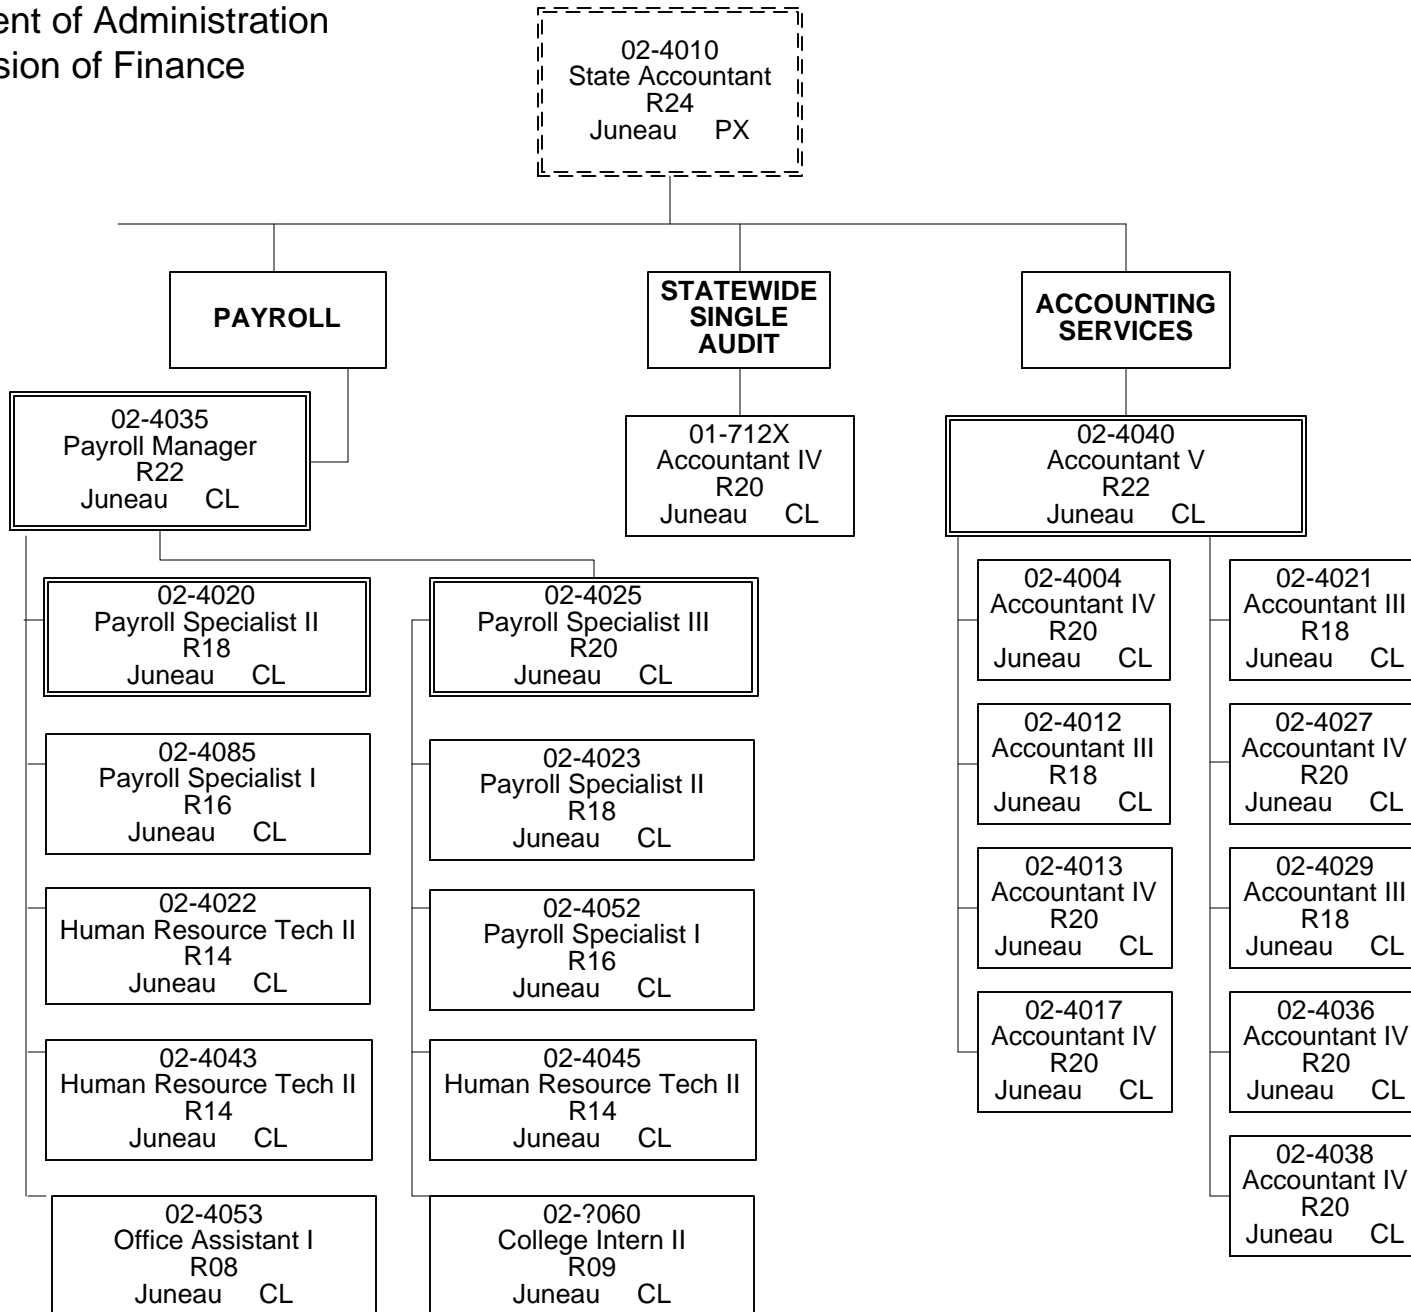 ent of Administration
sion of Finance
02-4010
State Accountant
R24
Juneau PX
PAYROLL
STATEWIDE
SINGLE
AUDIT
ACCOUNTING
SERVICES
02-4035
Payroll Manager
R22
Juneau CL
01-712X
Accountant IV
R20
Juneau CL
02-4040
Accountant V
R22
Juneau CL
02-4020
Payroll Specialist II
R18
Juneau CL
02-4085
Payroll Specialist I
R16
Juneau CL
02-4022
Human Resource Tech II
R14
Juneau CL
02-4043
Human Resource Tech II
R14
Juneau CL
02-4053
Office Assistant I
R08
Juneau CL
02-4025
Payroll Specialist III
R20
Juneau CL
02-4023
Payroll Specialist II
R18
Juneau CL
02-4052
Payroll Specialist I
R16
Juneau CL
02-4045
Human Resource Tech II
R14
Juneau CL
02-?060
College Intern II
R09
Juneau CL
02-4004
Accountant IV
R20
Juneau CL
02-4012
Accountant III
R18
Juneau CL
02-4013
Accountant IV
R20
Juneau CL
02-4017
Accountant IV
R20
Juneau CL
02-4021
Accountant III
R18
Juneau CL
02-4027
Accountant IV
R20
Juneau CL
02-4029
Accountant III
R18
Juneau CL
02-4036
Accountant IV
R20
Juneau CL
02-4038
Accountant IV
R20
Juneau CL